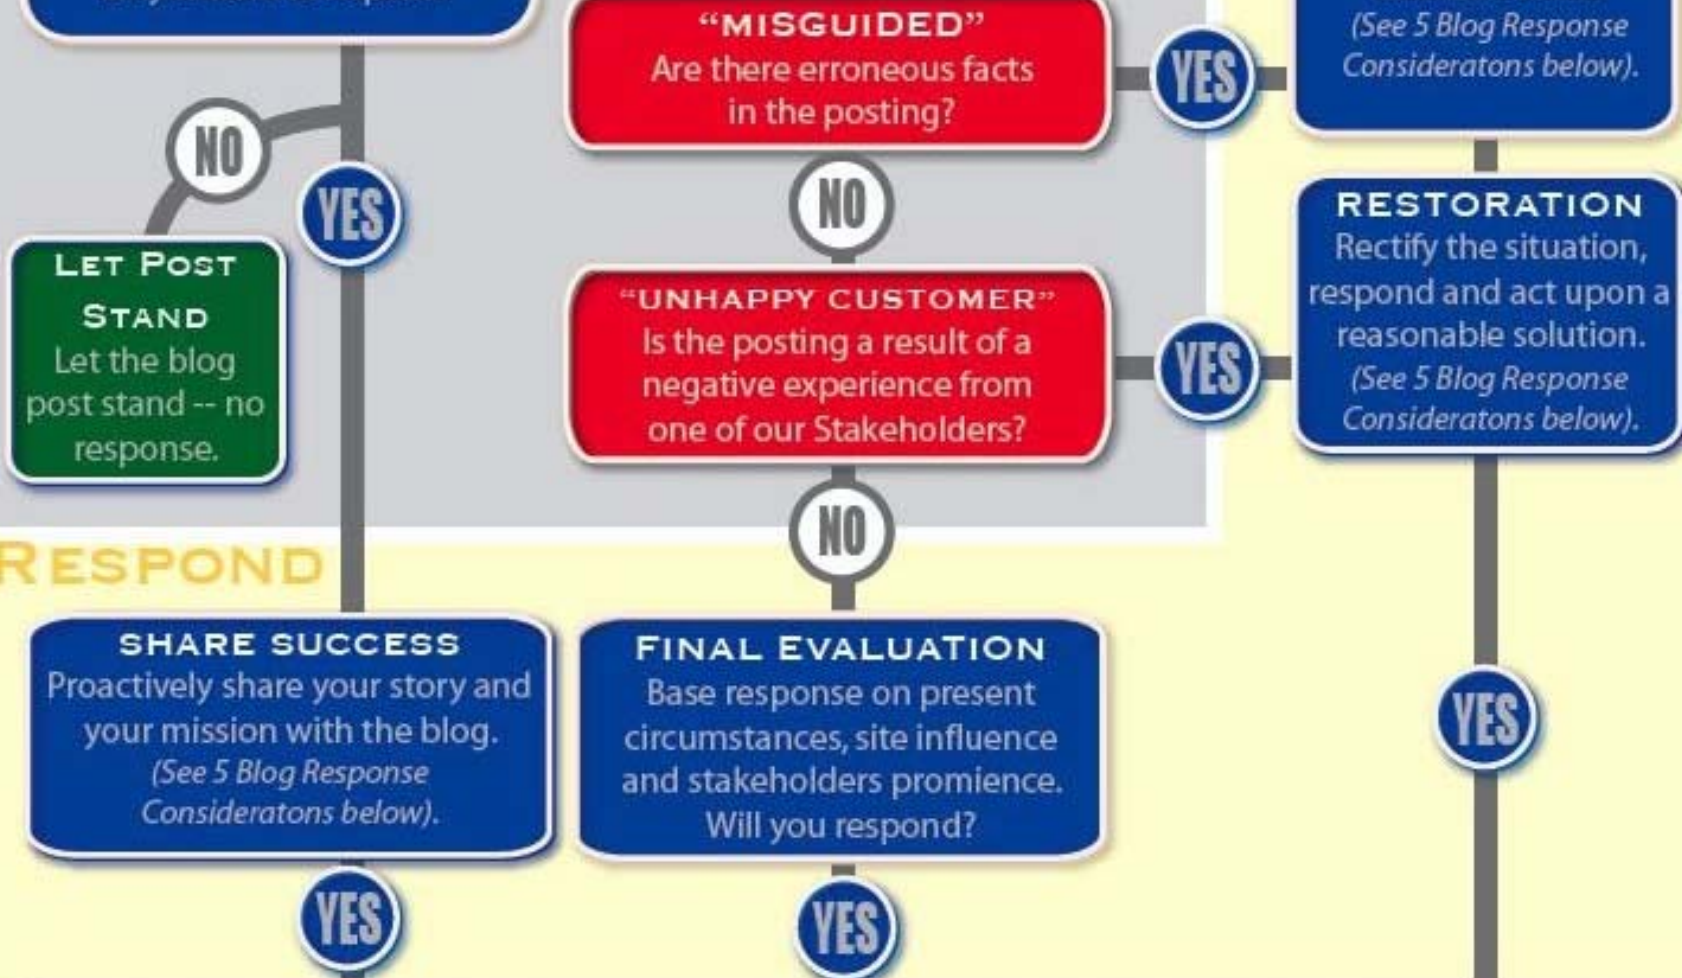 "MISGUIDED"
Are there erroneous facts
in the posting?
YES
(See 5 Blog Response
Consideratons below).
NO
YES
NO
LET POST
STAND
Let the blog
post stand -- no
response.
"UNHAPPY CUSTOMER"
Is the posting a result of a
negative experience from
one of our Stakeholders?
YES
RESTORATION
Rectify the situation,
respond and act upon a
reasonable solution.
(See 5 Blog Response
Consideratons below).
NO
RESPOND
SHARE SUCCESS
Proactively share your story and
your mission with the blog.
(See 5 Blog Response
Consideratons below).
FINAL EVALUATION
Base response on present
circumstances, site influence
and stakeholders promience.
Will you respond?
YES
YES
YES